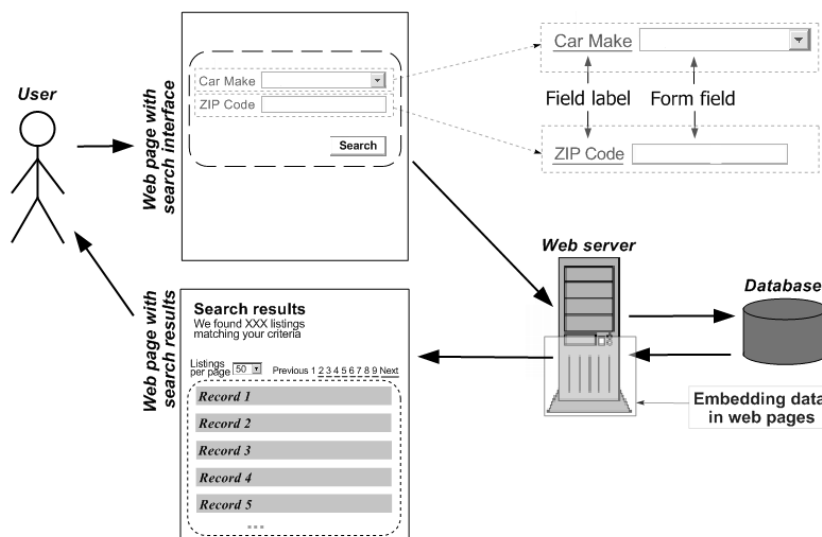 User
Web page with
search interface
Car Make
ZIP Code
Search
Car Make
Field label
Form field
ZIP Code
Web server
Database
Embedding data
in web pages
Web page with
search results
Search results
We found XXX listings
matching your criteria
Listings
per page
50
Previous 1 2 3 4 5 6 7 8 9 Next
Record 1
Record 2
Record 3
Record 4
Record 5
...